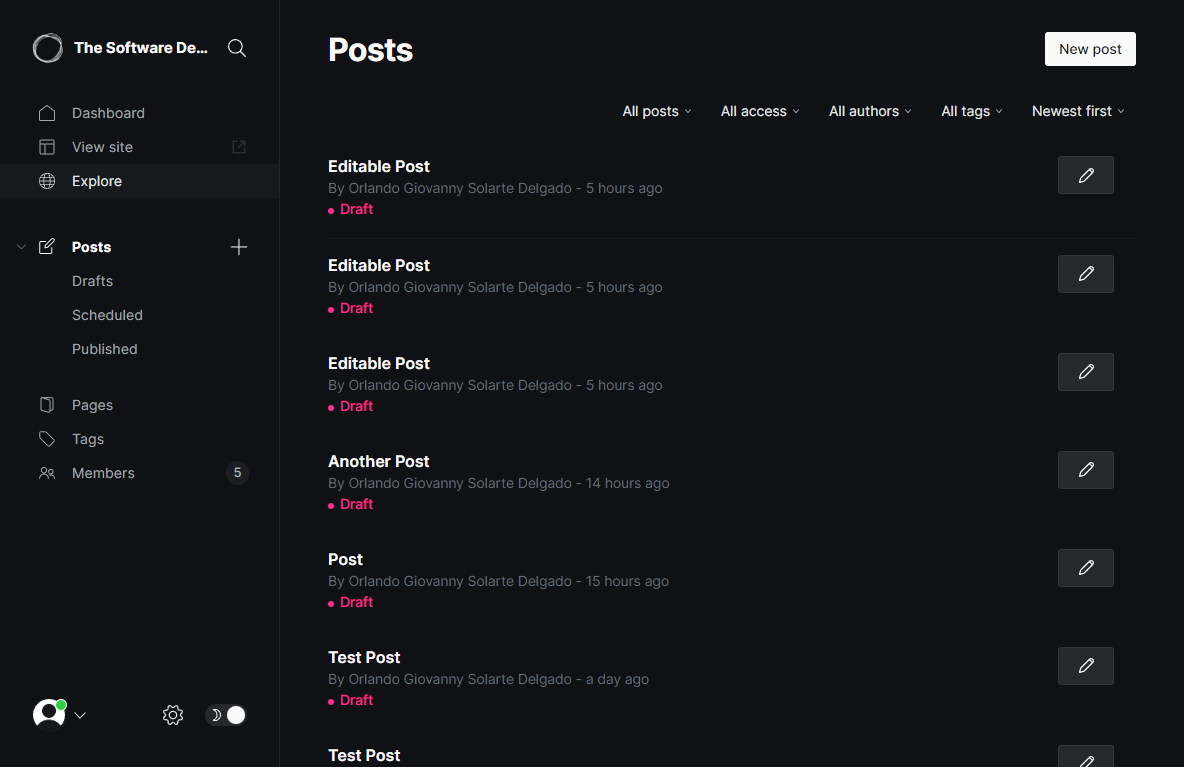 The Software De...
Dashboard
View site
Explore
Posts
Drafts
Scheduled
Published
Pages
Tags
Members 5
Posts
New post
All posts All access All authors All tags Newest first
Editable Post
By Orlando Giovanny Solarte Delgado - 5 hours ago
Draft
Editable Post
By Orlando Giovanny Solarte Delgado - 5 hours ago
Draft
Editable Post
By Orlando Giovanny Solarte Delgado - 5 hours ago
Draft
Another Post
By Orlando Giovanny Solarte Delgado - 14 hours ago
Draft
Post
By Orlando Giovanny Solarte Delgado - 15 hours ago
Draft
Test Post
By Orlando Giovanny Solarte Delgado - a day ago
Draft
Test Post